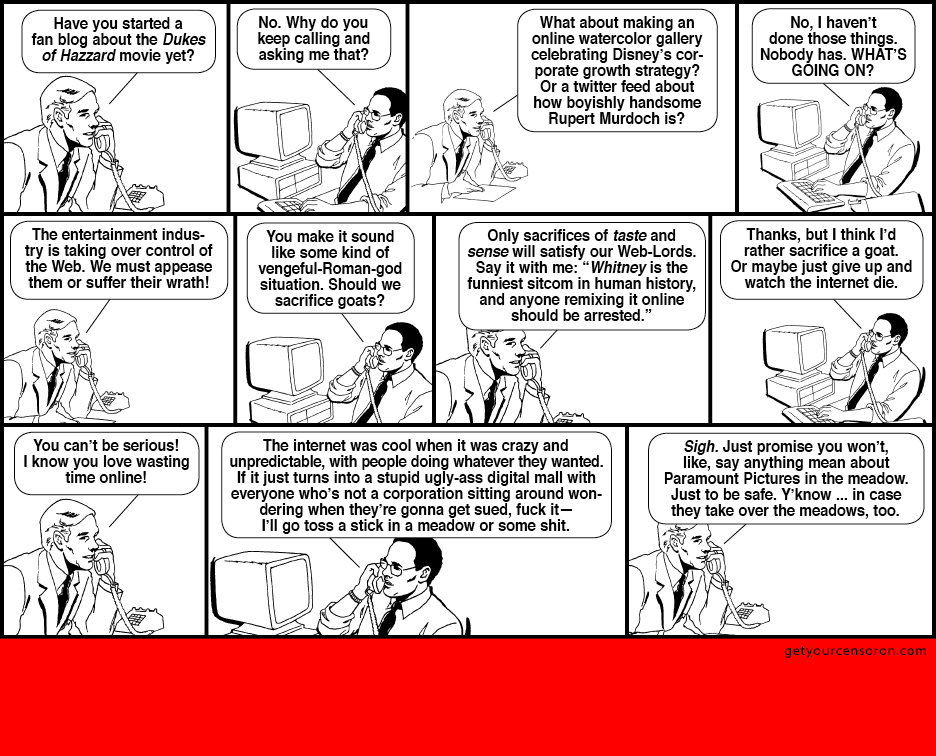 Have you started a
fan blog about the Dukes
of Hazzard movie yet?
No. Why do you
keep calling and
asking me that?
What about making an
online watercolor gallery
celebrating Disney's cor-
porate growth strategy?
Or a twitter feed about
how boyishly handsome
Rupert Murdoch is?
No, I haven't
done those things.
Nobody has. WHAT'S
GOING ON?
The entertainment indus-
try is taking over control of
the Web. We must appease
them or suffer their wrath!
You make it sound
like some kind of
vengeful-Roman-god
situation. Should we
sacrifice goats?
Only sacrifices of taste and
sense will satisfy our Web-Lords.
Say it with me: “Whitney is the
funniest sitcom in human history,
and anyone remixing it online
should be arrested.”
Thanks, but I think I'd
rather sacrifice a goat.
Or maybe just give up and
watch the internet die.
You can't be serious!
I know you love wasting
time online!
The internet was cool when it was crazy and
unpredictable, with people doing whatever they wanted.
If it just turns into a stupid ugly-ass digital mall with
everyone who's not a corporation sitting around won-
dering when they're gonna get sued, fuck it—
I'll go toss a stick in a meadow or some shit.
Sigh. Just promise you won't,
like, say anything mean about
Paramount Pictures in the meadow.
Just to be safe. Y'know ... in case
they take over the meadows, too.
getyourcensoron.com